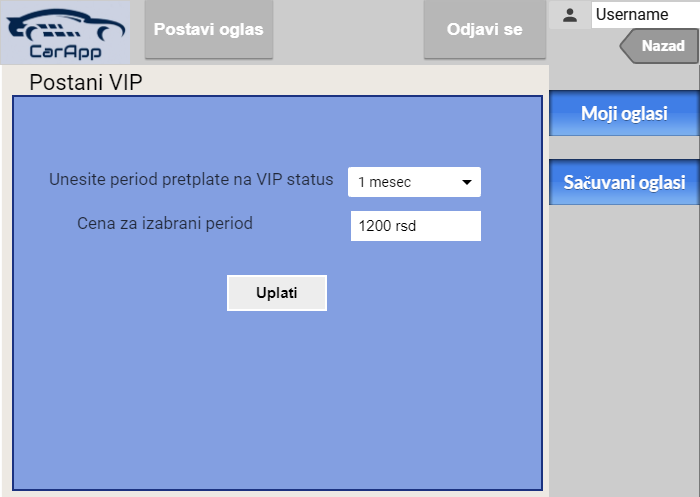 CarApp
Postavi oglas
Odjavi se
Username
Nazad
Postani VIP
Moji oglasi
Unesite period pretplate na VIP status
1 mesec
Sačuvani oglasi
Cena za izabrani period
1200 rsd
Uplati